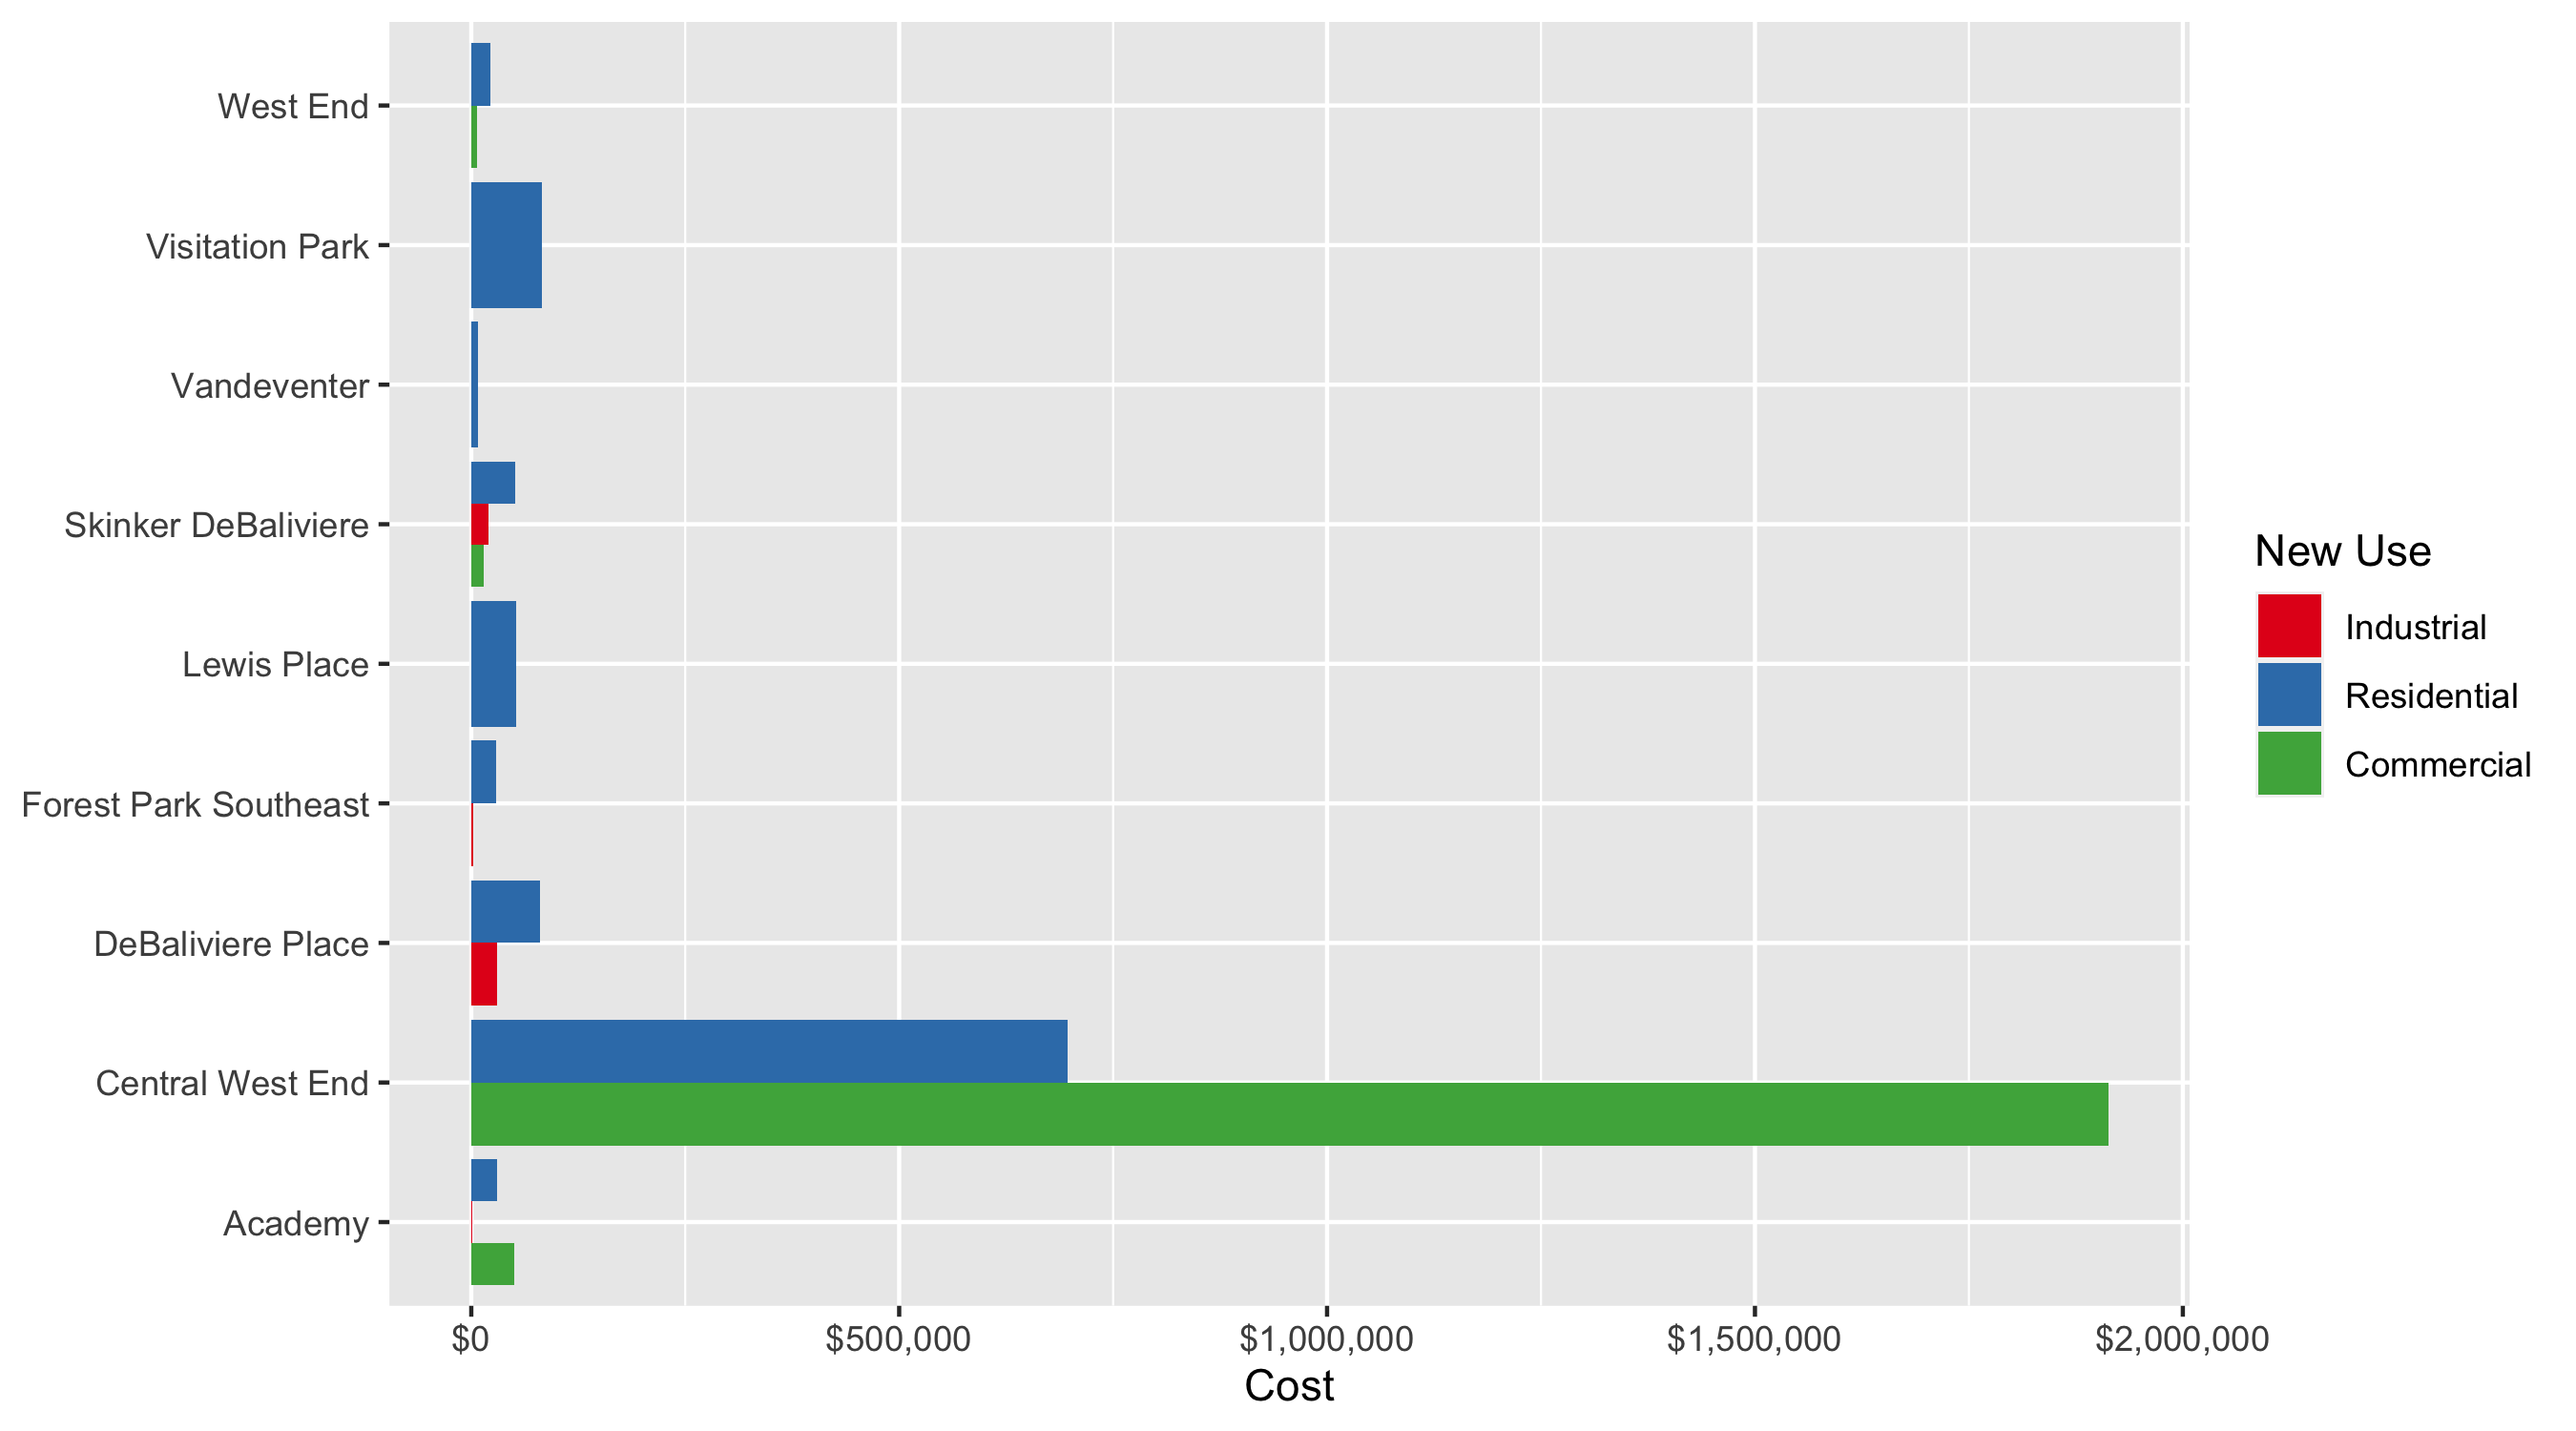 West End
Visitation Park
Vandeventer
Skinker DeBaliviere
Lewis Place
Forest Park Southeast
DeBaliviere Place
Central West End
Academy
$0 $500,000 $1,000,000 $1,500,000 $2,000,000
Cost
New Use
Industrial
Residential
Commercial